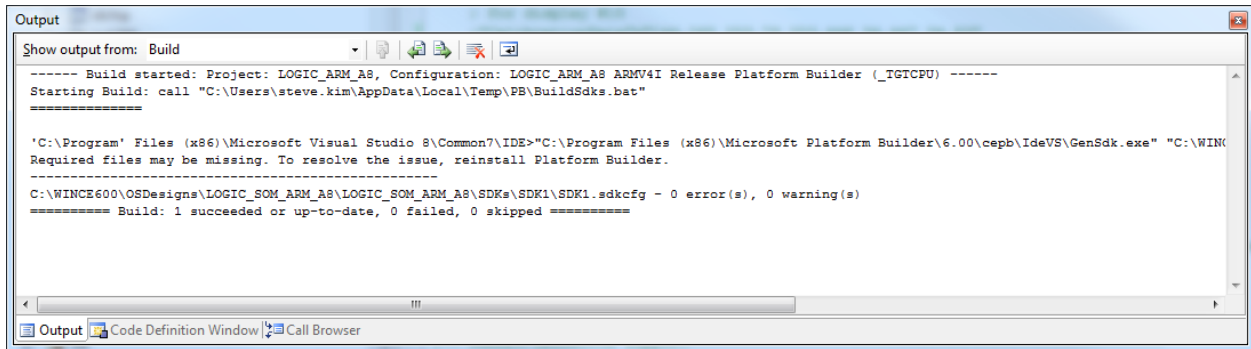 Output
Show output from: Build
------ Build started: Project: LOGIC_ARM_A8, Configuration: LOGIC_ARM_A8 ARMV4I Release Platform Builder (_TGTCPU) ------
Starting Build: call "C:\Users\steve.kim\AppData\Local\Temp\PB\BuildSdks.bat"
==============
'C:\Program' Files (x86)\Microsoft Visual Studio 8\Common7\IDE>"C:\Program Files (x86)\Microsoft Platform Builder\6.00\cepb\IdeVS\GenSdk.exe" "C:\WINC
Required files may be missing. To resolve the issue, reinstall Platform Builder.
--------------------------------------------------
C:\WINCE600\OSDesigns\LOGIC_SOM_ARM_A8\LOGIC_SOM_ARM_A8\SDKs\SDK1\SDK1.sdkcfg - 0 error(s), 0 warning(s)
========== Build: 1 succeeded or up-to-date, 0 failed, 0 skipped ==========
Output Code Definition Window Call Browser